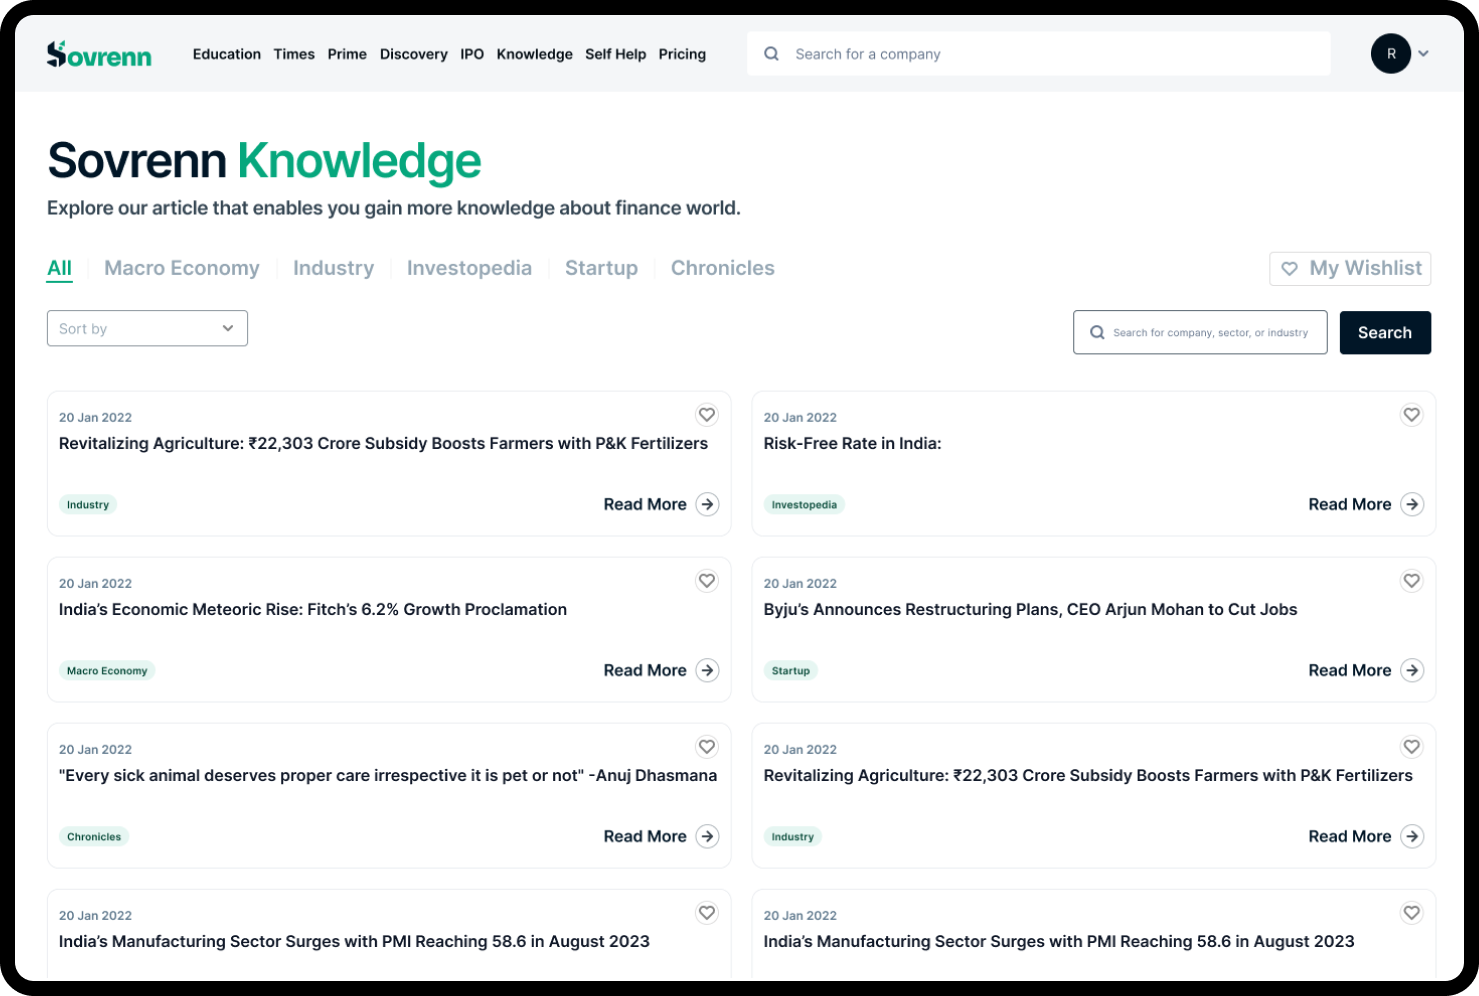 Sovrenn
Education Times Prime Discovery IPO Knowledge Self Help Pricing
Search for a company
R
Sovrenn Knowledge
Explore our article that enables you gain more knowledge about finance world.
All Macro Economy Industry Investopedia Startup Chronicles
My Wishlist
Sort by
Search for company, sector, or industry
Search
20 Jan 2022
Revitalizing Agriculture: ₹22,303 Crore Subsidy Boosts Farmers with P&K Fertilizers
Industry
Read More
20 Jan 2022
Risk-Free Rate in India:
Investopedia
Read More
20 Jan 2022
India’s Economic Meteoric Rise: Fitch’s 6.2% Growth Proclamation
Macro Economy
Read More
20 Jan 2022
Byju’s Announces Restructuring Plans, CEO Arjun Mohan to Cut Jobs
Startup
Read More
20 Jan 2022
"Every sick animal deserves proper care irrespective it is pet or not" -Anuj Dhasmana
Chronicles
Read More
20 Jan 2022
Revitalizing Agriculture: ₹22,303 Crore Subsidy Boosts Farmers with P&K Fertilizers
Industry
Read More
20 Jan 2022
India’s Manufacturing Sector Surges with PMI Reaching 58.6 in August 2023
20 Jan 2022
India’s Manufacturing Sector Surges with PMI Reaching 58.6 in August 2023